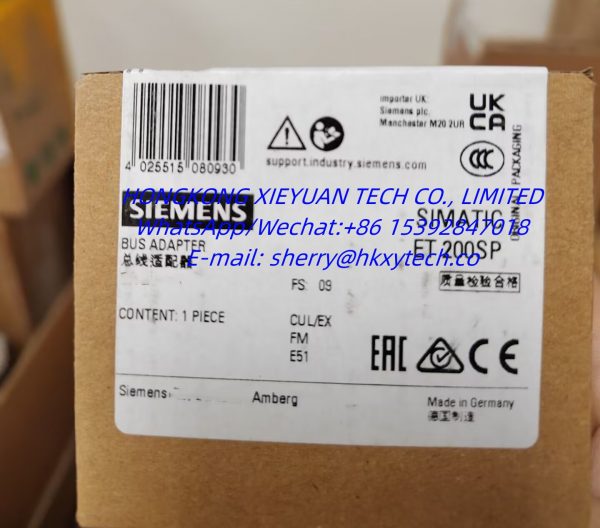 4 025515 080930
Importer UK:
Siemens plc.
Manchester M20 2UR
UK
CA
CCC
support.industry.siemens.com
ORIGINAL PACKAGING
HONGKONG XIEYUAN TECH CO., LIMITED
SIEMENS
SIMATIC
WhatsApp/Wechat:+86 15392847018
BUS ADAPTER
ET 200SP
E-mail: sherry@hkxytech.co
总线适配器
FS: 09
质量检验合格
CONTENT: 1 PIECE
CUL/EX
FM
E51
EAC
CE
Siemens
Amberg
Made in Germany
德国制造